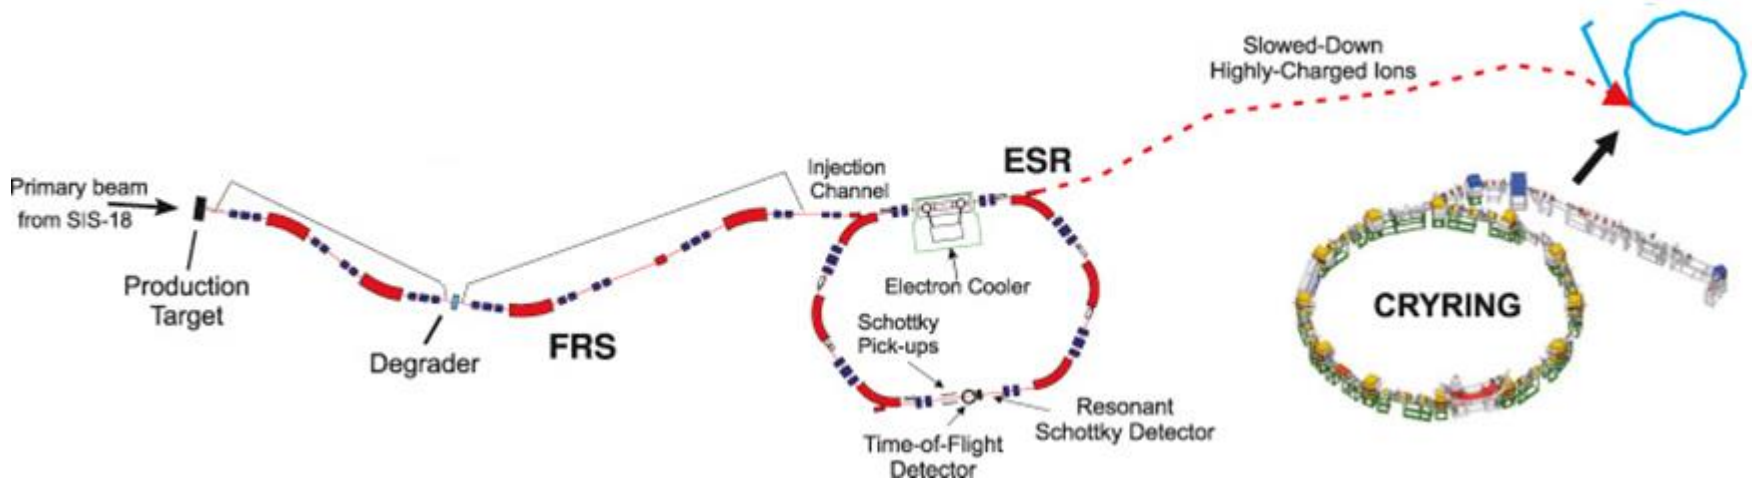 Primary beam
from SIS-18
Production
Target
Degrader
FRS
Injection
Channel
ESR
Electron Cooler
Schottky
Pick-ups
Time-of-Flight
Detector
Resonant
Schottky Detector
Slowed-Down
Highly-Charged Ions
CRYRING